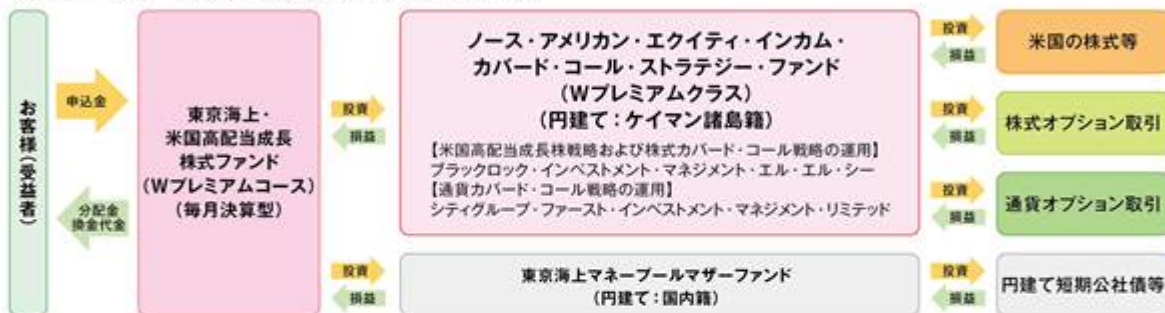 お客様(受益者)
申込金
分配金
換金代金
東京海上・
米国高配当成長
株式ファンド
(Wプレミアムコース)
(毎月決算型)
投資
損益
ノース・アメリカン・エクイティ・インカム・
カバード・コール・ストラテジー・ファンド
(Wプレミアムクラス)
(円建て:ケイマン諸島籍)
【米国高配当成長株戦略および株式カバード・コール戦略の運用】
ブラックロック・インベストメント・マネジメント・エル・エル・シー
【通貨カバード・コール戦略の運用】
シティグループ・ファースト・インベストメント・マネジメント・リミテッド
投資
損益
米国の株式等
投資
損益
株式オプション取引
投資
損益
通貨オプション取引
投資
損益
東京海上マネープールマザーファンド
(円建て:国内籍)
投資
損益
円建て短期公社債等